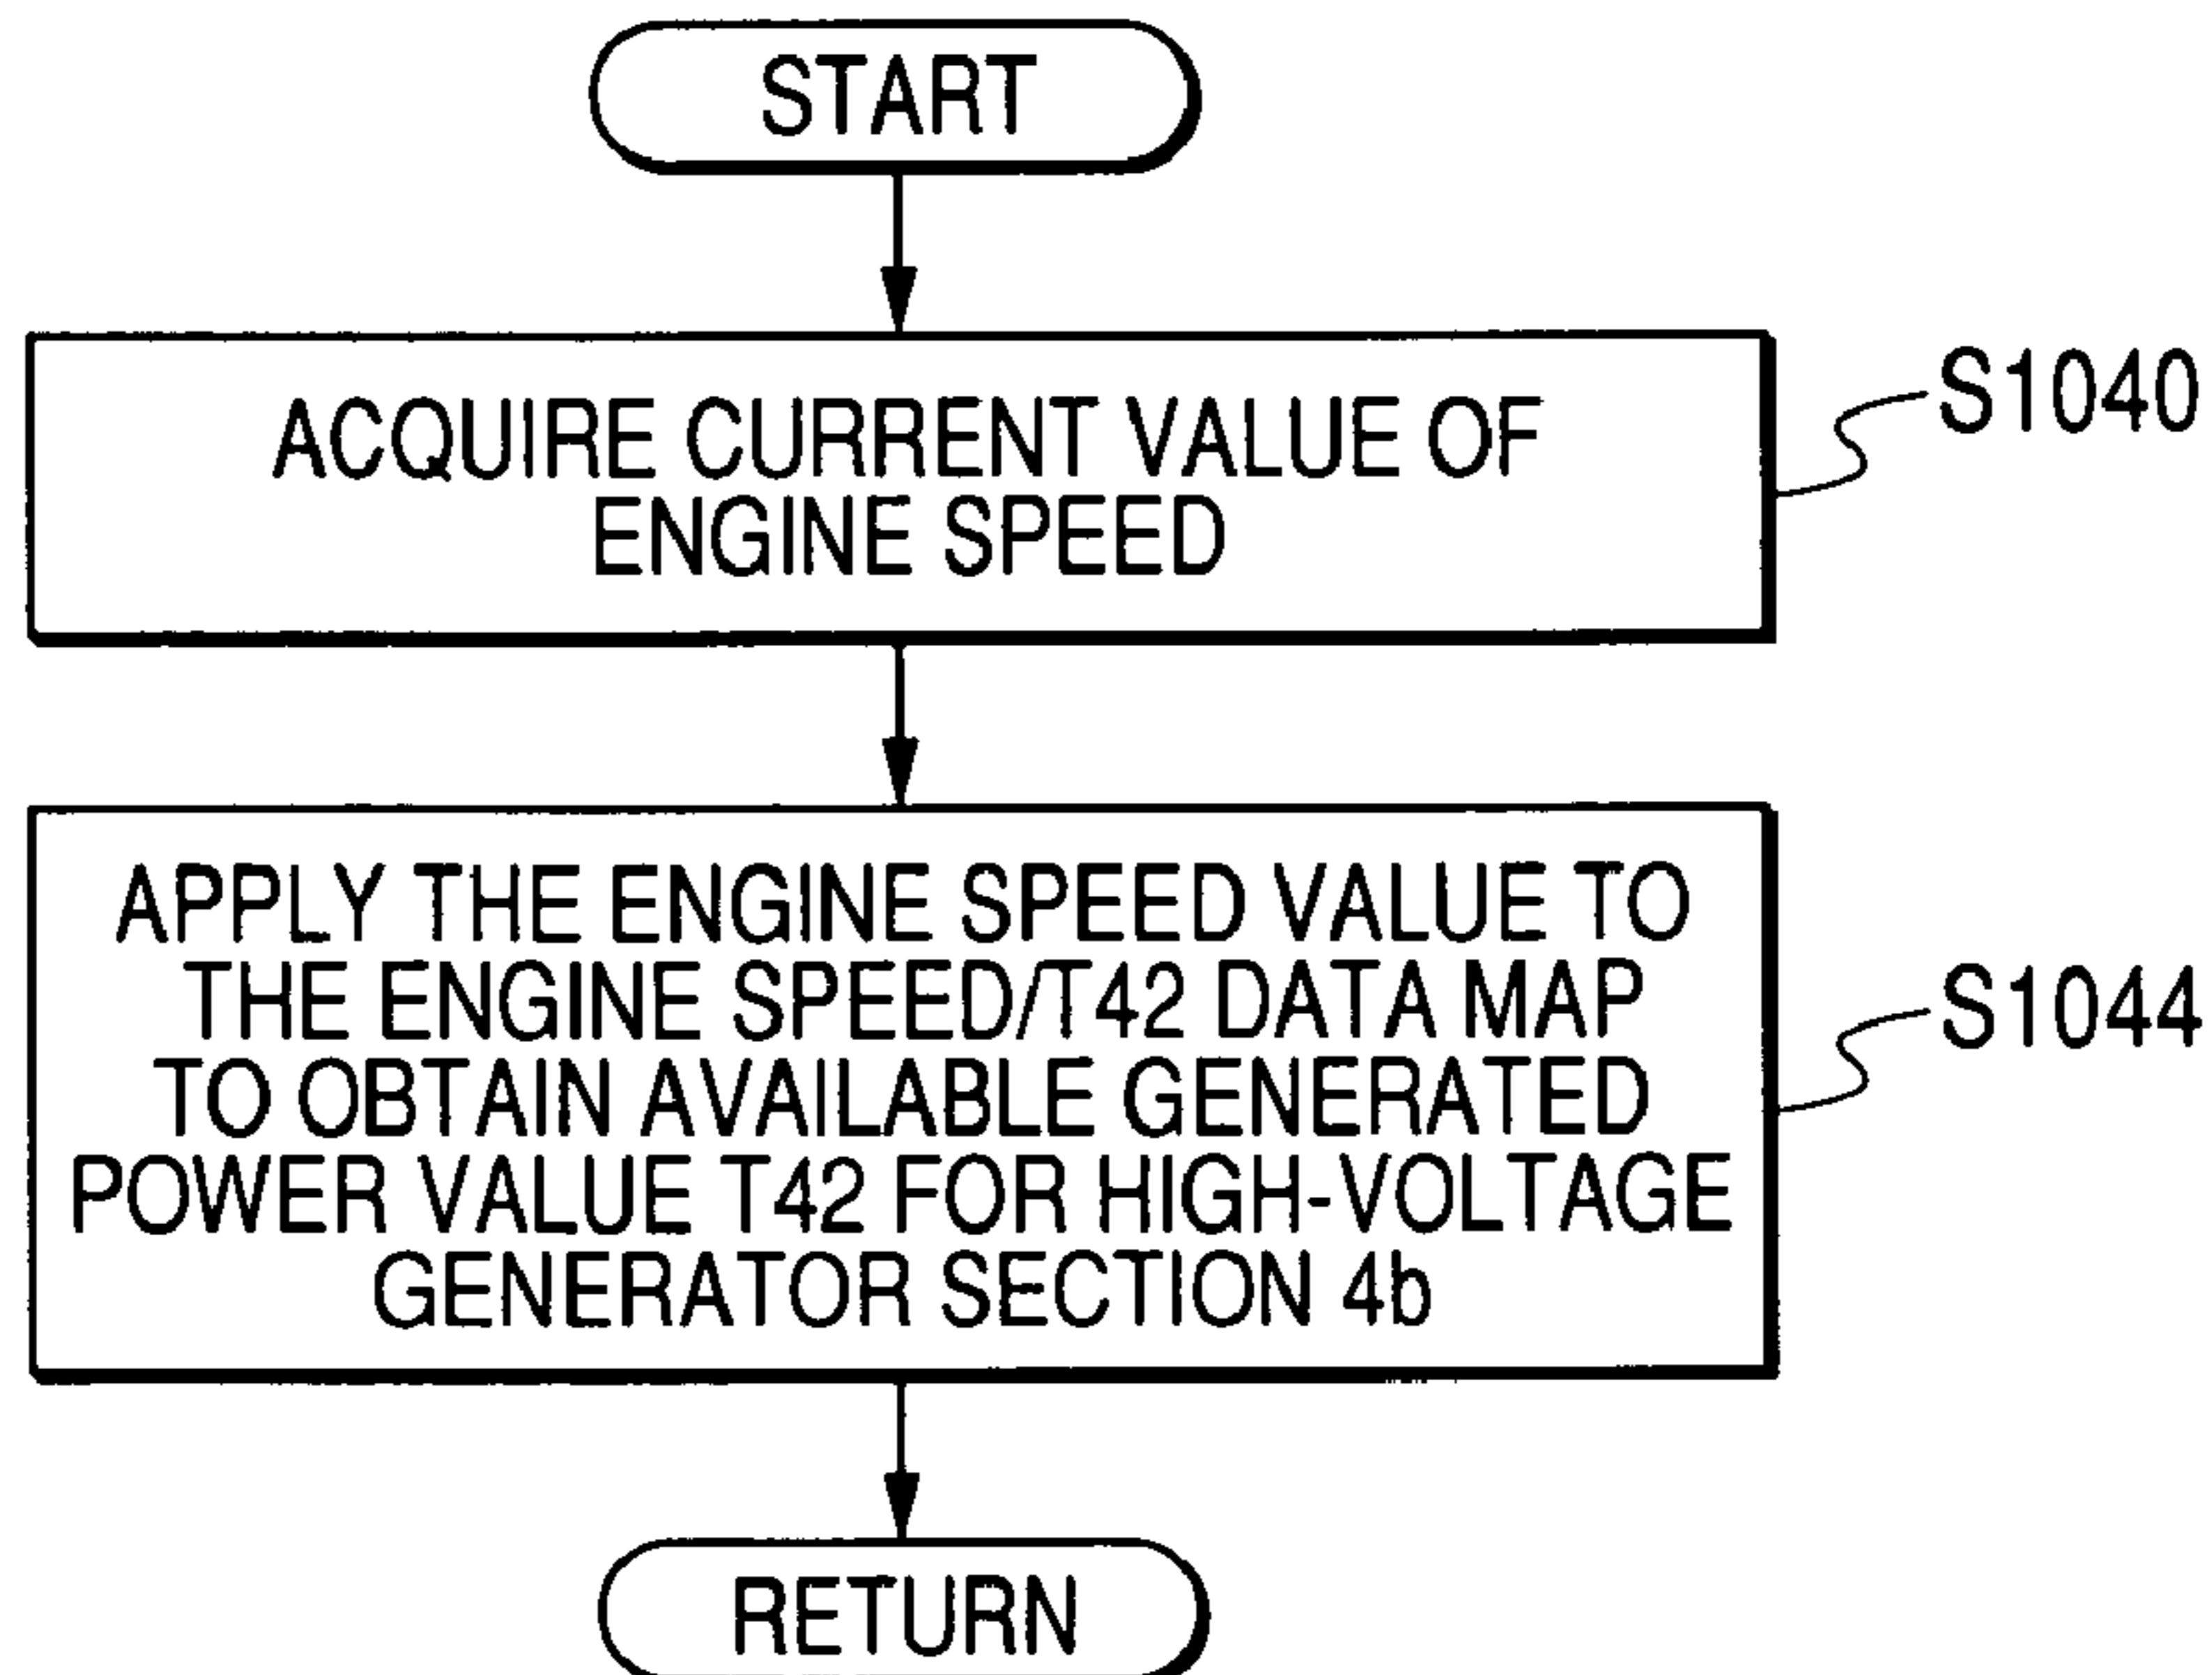 START
ACQUIRE CURRENT VALUE OF
ENGINE SPEED
S1040
APPLY THE ENGINE SPEED VALUE TO
THE ENGINE SPEED/T42 DATA MAP
TO OBTAIN AVAILABLE GENERATED
POWER VALUE T42 FOR HIGH-VOLTAGE
GENERATOR SECTION 4b
S1044
RETURN